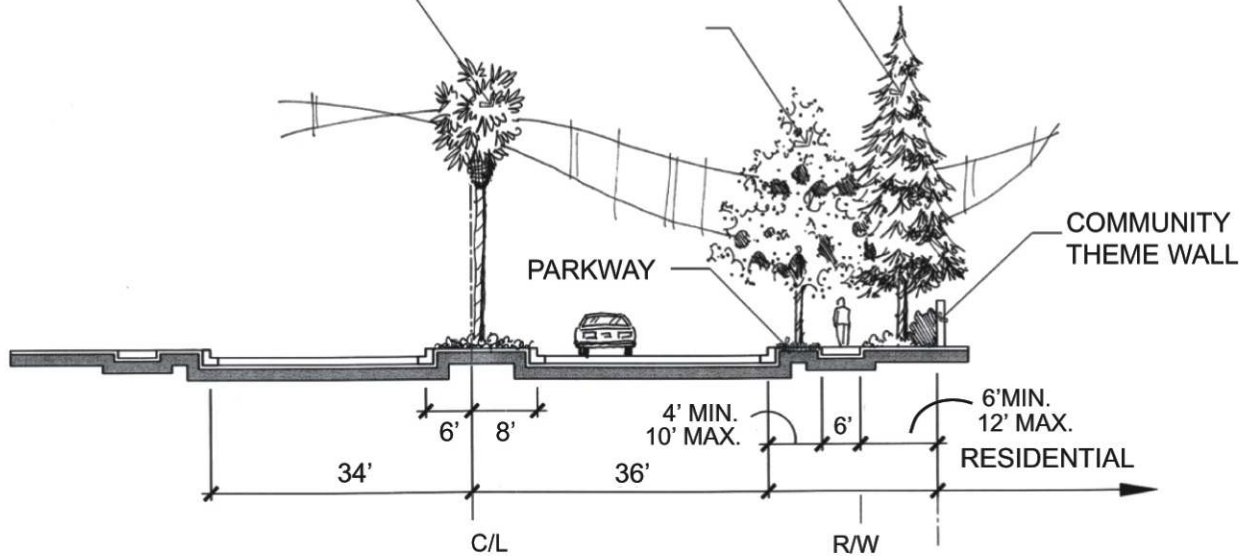 COMMUNITY
THEME WALL
PARKWAY
6' 8'
4' MIN.
10' MAX.
6'
6'MIN.
12' MAX.
RESIDENTIAL
34' 36'
C/L R/W